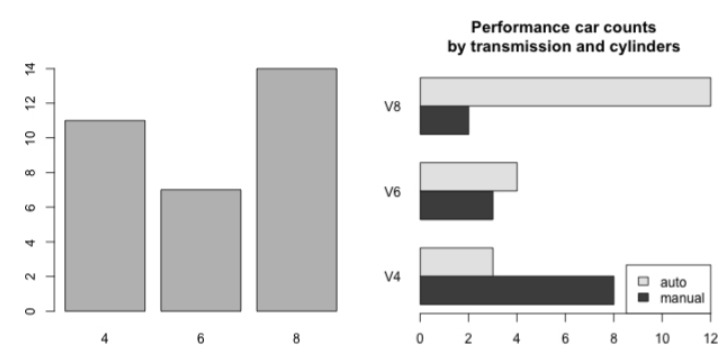 Performance car counts
by transmission and cylinders
14
12
10
8
6
4
2
0
4 6 8
V8
V6
V4
auto
manual
0 2 4 6 8 10 12